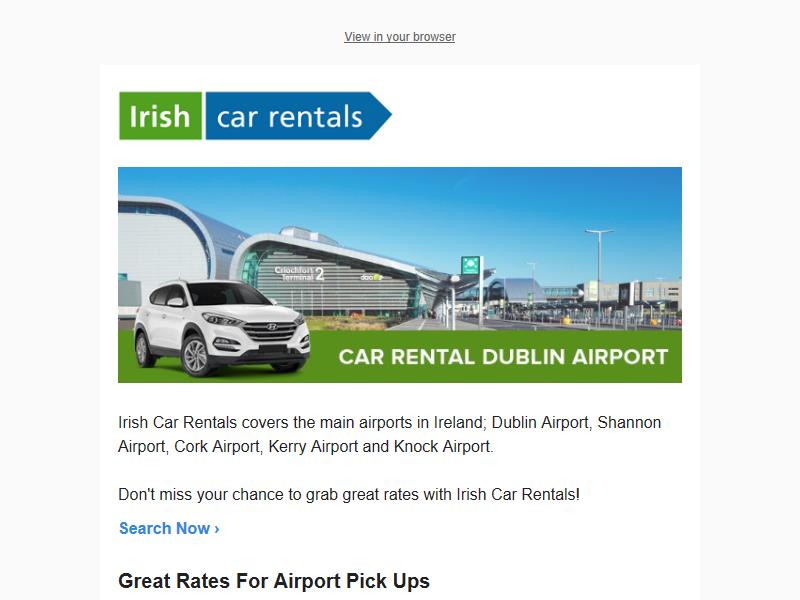 View in your browser
Irish car rentals
Críochfort
Terminal 2
daa
CAR RENTAL DUBLIN AIRPORT
Irish Car Rentals covers the main airports in Ireland; Dublin Airport, Shannon
Airport, Cork Airport, Kerry Airport and Knock Airport.
Don't miss your chance to grab great rates with Irish Car Rentals!
Search Now ›
Great Rates For Airport Pick Ups